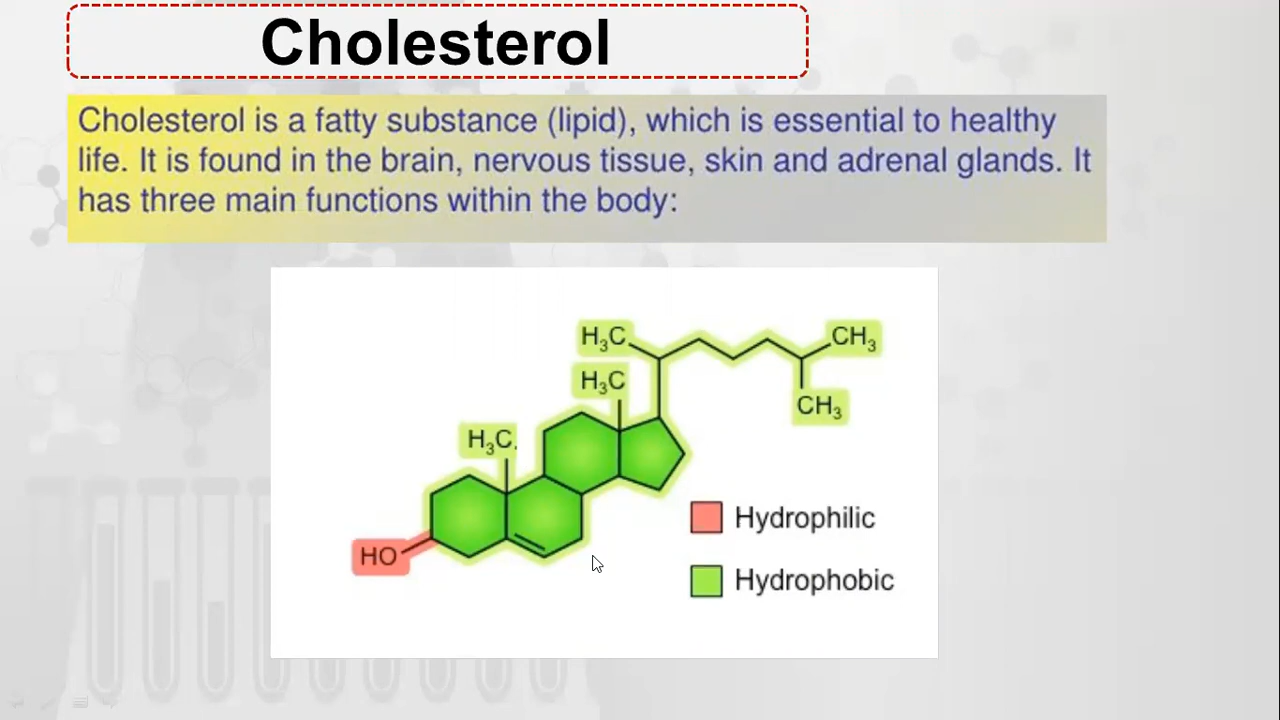 Cholesterol
Cholesterol is a fatty substance (lipid), which is essential to healthy
life. It is found in the brain, nervous tissue, skin and adrenal glands. It
has three main functions within the body:
H₃C
CH₃
H₃C
CH₃
H₃C
Hydrophilic
HO
Hydrophobic